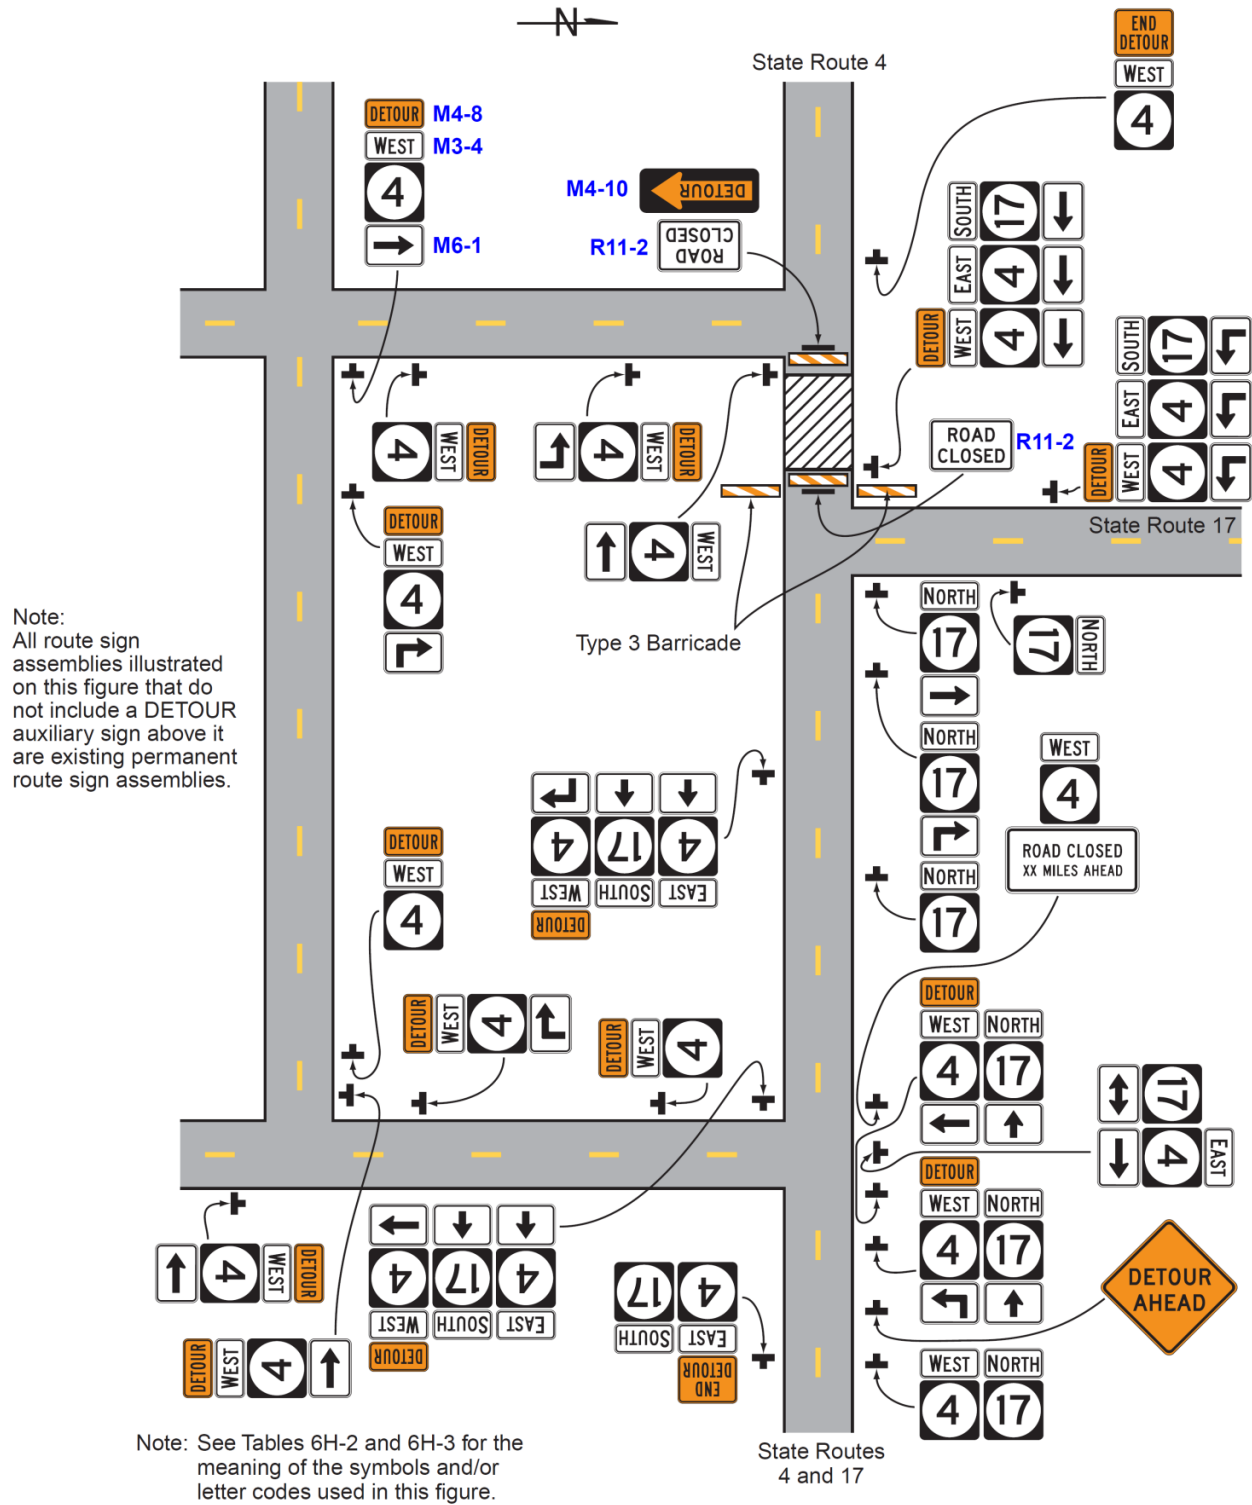 N
END
DETOUR
WEST
4
State Route 4
DETOUR
M4-8
WEST
M3-4
4
M6-1
M4-10
DETOUR
R11-2
ROAD
CLOSED
SOUTH
17
EAST
4
DETOUR
WEST
4
SOUTH
17
EAST
4
DETOUR
WEST
4
ROAD
CLOSED
R11-2
State Route 17
4
WEST
DETOUR
4
WEST
DETOUR
4
WEST
DETOUR
WEST
4
Type 3 Barricade
NORTH
17
17
NORTH
NORTH
17
NORTH
17
Note:
All route sign
assemblies illustrated
on this figure that do
not include a DETOUR
auxiliary sign above it
are existing permanent
route sign assemblies.
WEST
4
ROAD CLOSED
XX MILES AHEAD
4
17
4
WEST
SOUTH
EAST
DETOUR
DETOUR
WEST
4
DETOUR
WEST
4
DETOUR
WEST
4
DETOUR
WEST
NORTH
4
17
17
4
EAST
DETOUR
WEST
NORTH
4
17
DETOUR
AHEAD
WEST
NORTH
4
17
4
WEST
DETOUR
DETOUR
WEST
4
4
17
4
WEST
SOUTH
EAST
DETOUR
17
4
SOUTH
EAST
END
DETOUR
State Routes
4 and 17
Note: See Tables 6H-2 and 6H-3 for the
meaning of the symbols and/or
letter codes used in this figure.